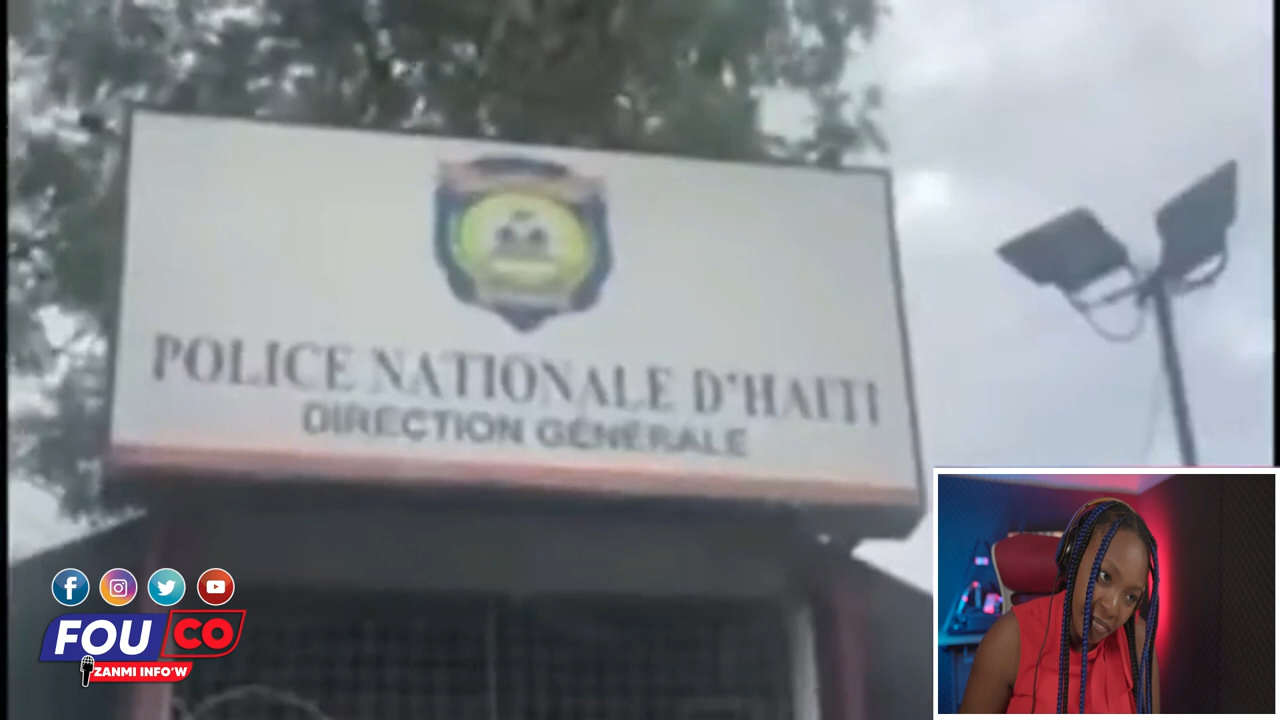 POLICE NATIONALE D'HAITI
DIRECTION GÉNÉRALE
FOU CO
ZANMI INFO'W